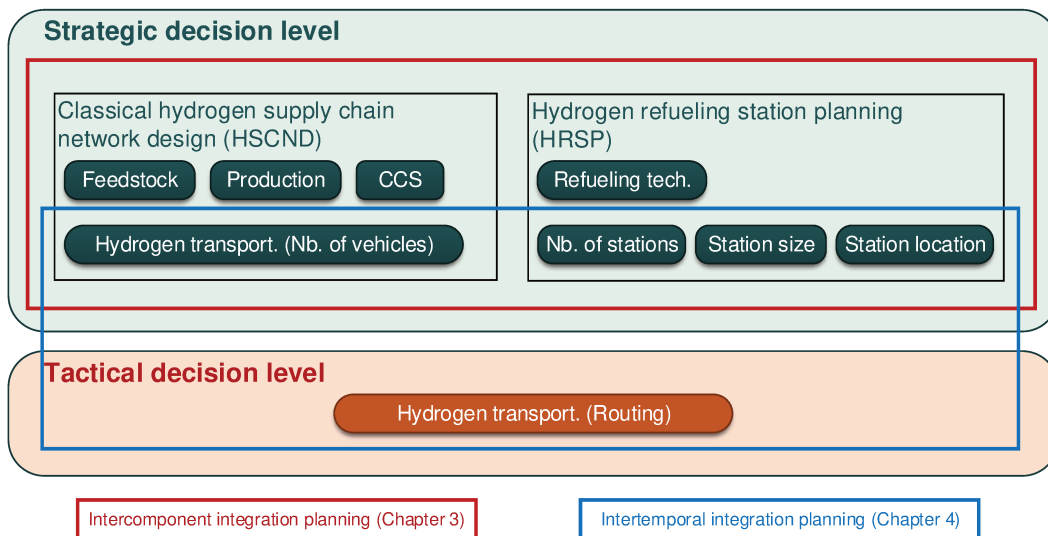 Strategic decision level
Classical hydrogen supply chain
network design (HSCND)
Feedstock
Production
CCS
Hydrogen transport. (Nb. of vehicles)
Hydrogen refueling station planning
(HRSP)
Refueling tech.
Nb. of stations
Station size
Station location
Tactical decision level
Hydrogen transport. (Routing)
Intercomponent integration planning (Chapter 3)
Intertemporal integration planning (Chapter 4)